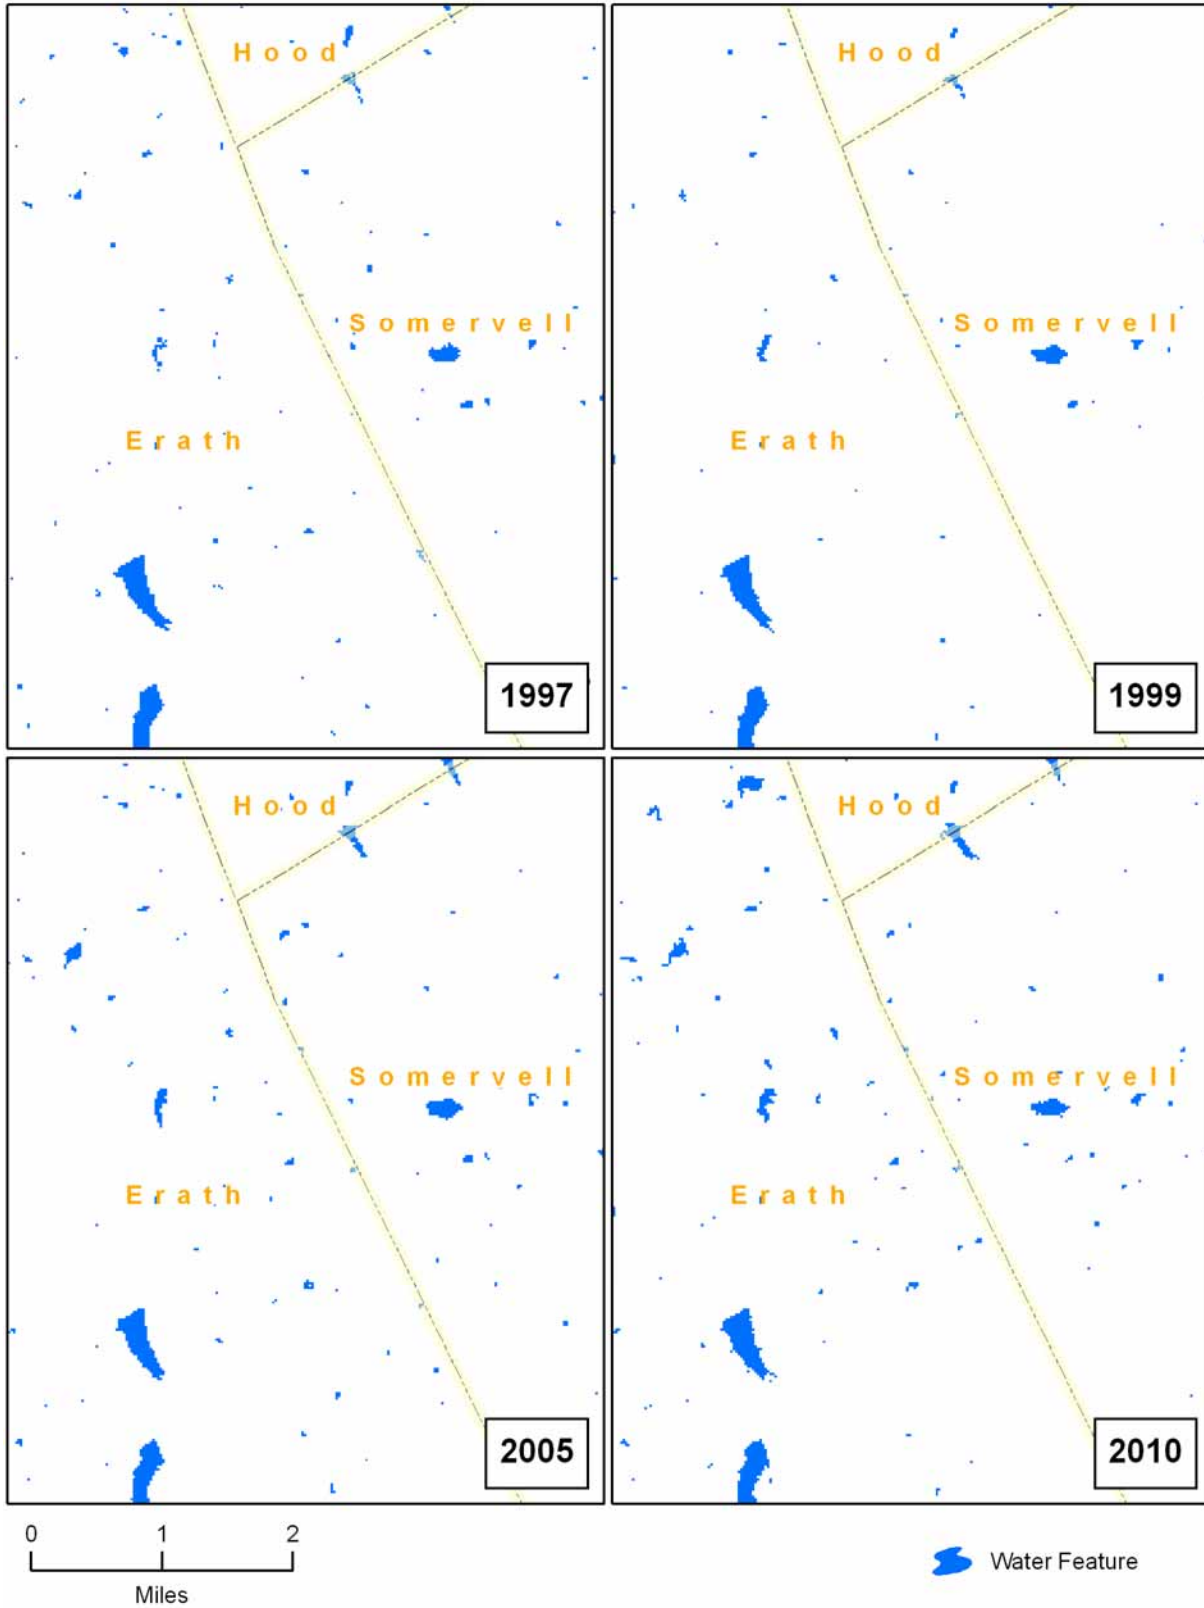 Hood
Somervell
Erath
1997
Hood
Somervell
Erath
1999
Hood
Somervell
Erath
2005
Hood
Somervell
Erath
2010
0 1 2
Miles
Water Feature